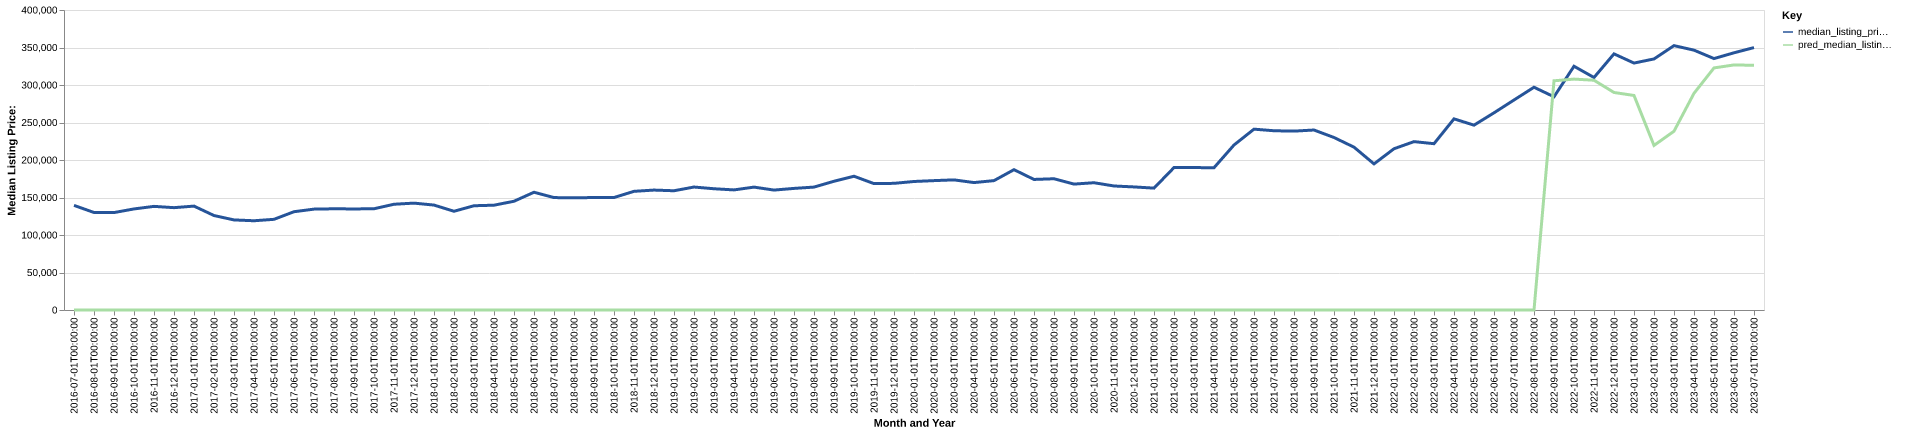 400,000
350,000
300,000
250,000
200,000
150,000
100,000
50,000
0
Median Listing Price:
2016-07-01T00:00:00
2016-08-01T00:00:00
2016-09-01T00:00:00
2016-10-01T00:00:00
2016-11-01T00:00:00
2016-12-01T00:00:00
2017-01-01T00:00:00
2017-02-01T00:00:00
2017-03-01T00:00:00
2017-04-01T00:00:00
2017-05-01T00:00:00
2017-06-01T00:00:00
2017-07-01T00:00:00
2017-08-01T00:00:00
2017-09-01T00:00:00
2017-10-01T00:00:00
2017-11-01T00:00:00
2017-12-01T00:00:00
2018-01-01T00:00:00
2018-02-01T00:00:00
2018-03-01T00:00:00
2018-04-01T00:00:00
2018-05-01T00:00:00
2018-06-01T00:00:00
2018-07-01T00:00:00
2018-08-01T00:00:00
2018-09-01T00:00:00
2018-10-01T00:00:00
2018-11-01T00:00:00
2018-12-01T00:00:00
2019-01-01T00:00:00
2019-02-01T00:00:00
2019-03-01T00:00:00
2019-04-01T00:00:00
2019-05-01T00:00:00
2019-06-01T00:00:00
2019-07-01T00:00:00
2019-08-01T00:00:00
2019-09-01T00:00:00
2019-10-01T00:00:00
2019-11-01T00:00:00
2019-12-01T00:00:00
2020-01-01T00:00:00
2020-02-01T00:00:00
2020-03-01T00:00:00
2020-04-01T00:00:00
2020-05-01T00:00:00
2020-06-01T00:00:00
2020-07-01T00:00:00
2020-08-01T00:00:00
2020-09-01T00:00:00
2020-10-01T00:00:00
2020-11-01T00:00:00
2020-12-01T00:00:00
2021-01-01T00:00:00
2021-02-01T00:00:00
2021-03-01T00:00:00
2021-04-01T00:00:00
2021-05-01T00:00:00
2021-06-01T00:00:00
2021-07-01T00:00:00
2021-08-01T00:00:00
2021-09-01T00:00:00
2021-10-01T00:00:00
2021-11-01T00:00:00
2021-12-01T00:00:00
2022-01-01T00:00:00
2022-02-01T00:00:00
2022-03-01T00:00:00
2022-04-01T00:00:00
2022-05-01T00:00:00
2022-06-01T00:00:00
2022-07-01T00:00:00
2022-08-01T00:00:00
2022-09-01T00:00:00
2022-10-01T00:00:00
2022-11-01T00:00:00
2022-12-01T00:00:00
2023-01-01T00:00:00
2023-02-01T00:00:00
2023-03-01T00:00:00
2023-04-01T00:00:00
2023-05-01T00:00:00
2023-06-01T00:00:00
2023-07-01T00:00:00
Month and Year
Key
median_listing_pri…
pred_median_listin…